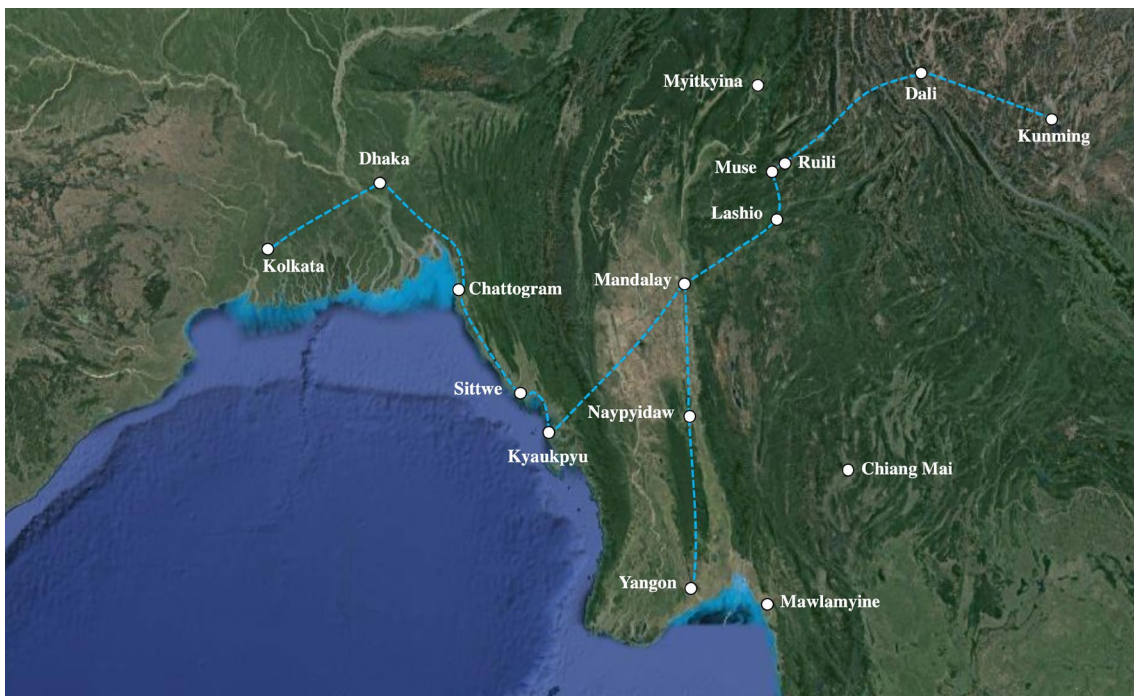 Myitkyina
Dali
Kunming
Dhaka
Muse
Ruili
Lashio
Kolkata
Mandalay
Chattogram
Sittwe
Naypyidaw
Kyaukpyu
Chiang Mai
Yangon
Mawlamyine